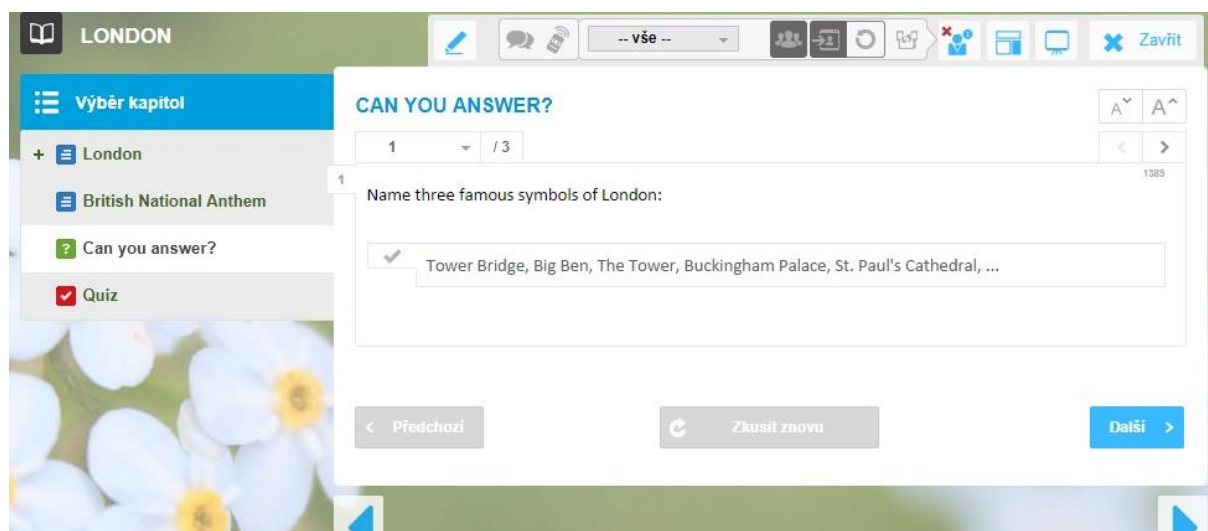 LONDON
-- vše --
Zavřít
Výběr kapitol
+ London
British National Anthem
? Can you answer?
Quiz
CAN YOU ANSWER?
A A
1 / 3
1389
1
Name three famous symbols of London:
Tower Bridge, Big Ben, The Tower, Buckingham Palace, St. Paul's Cathedral, ...
Předchozí
Zkusit znovu
Další